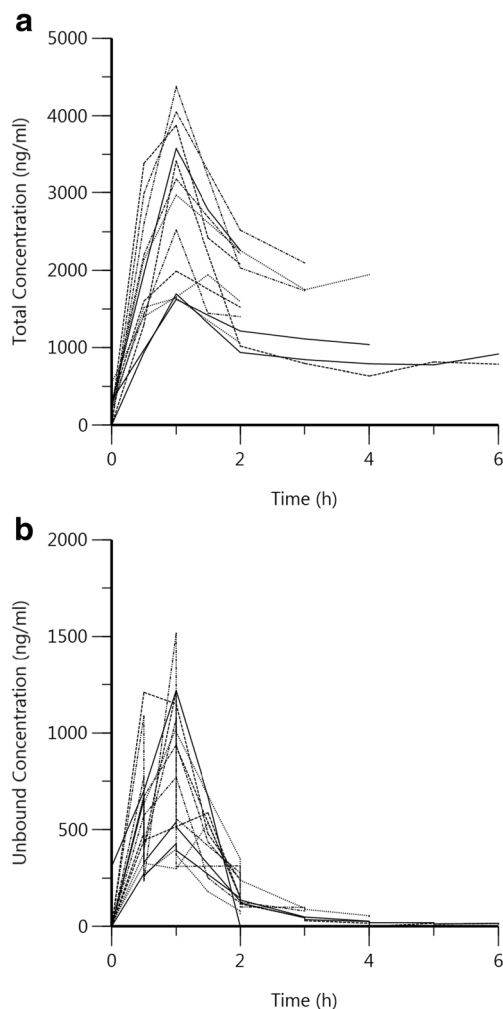 a
5000
4000
3000
2000
1000
0
Total Concentration (ng/ml)
0 2 4 6
Time (h)
b
2000
1500
1000
500
0
Unbound Concentration (ng/ml)
0 2 4 6
Time (h)